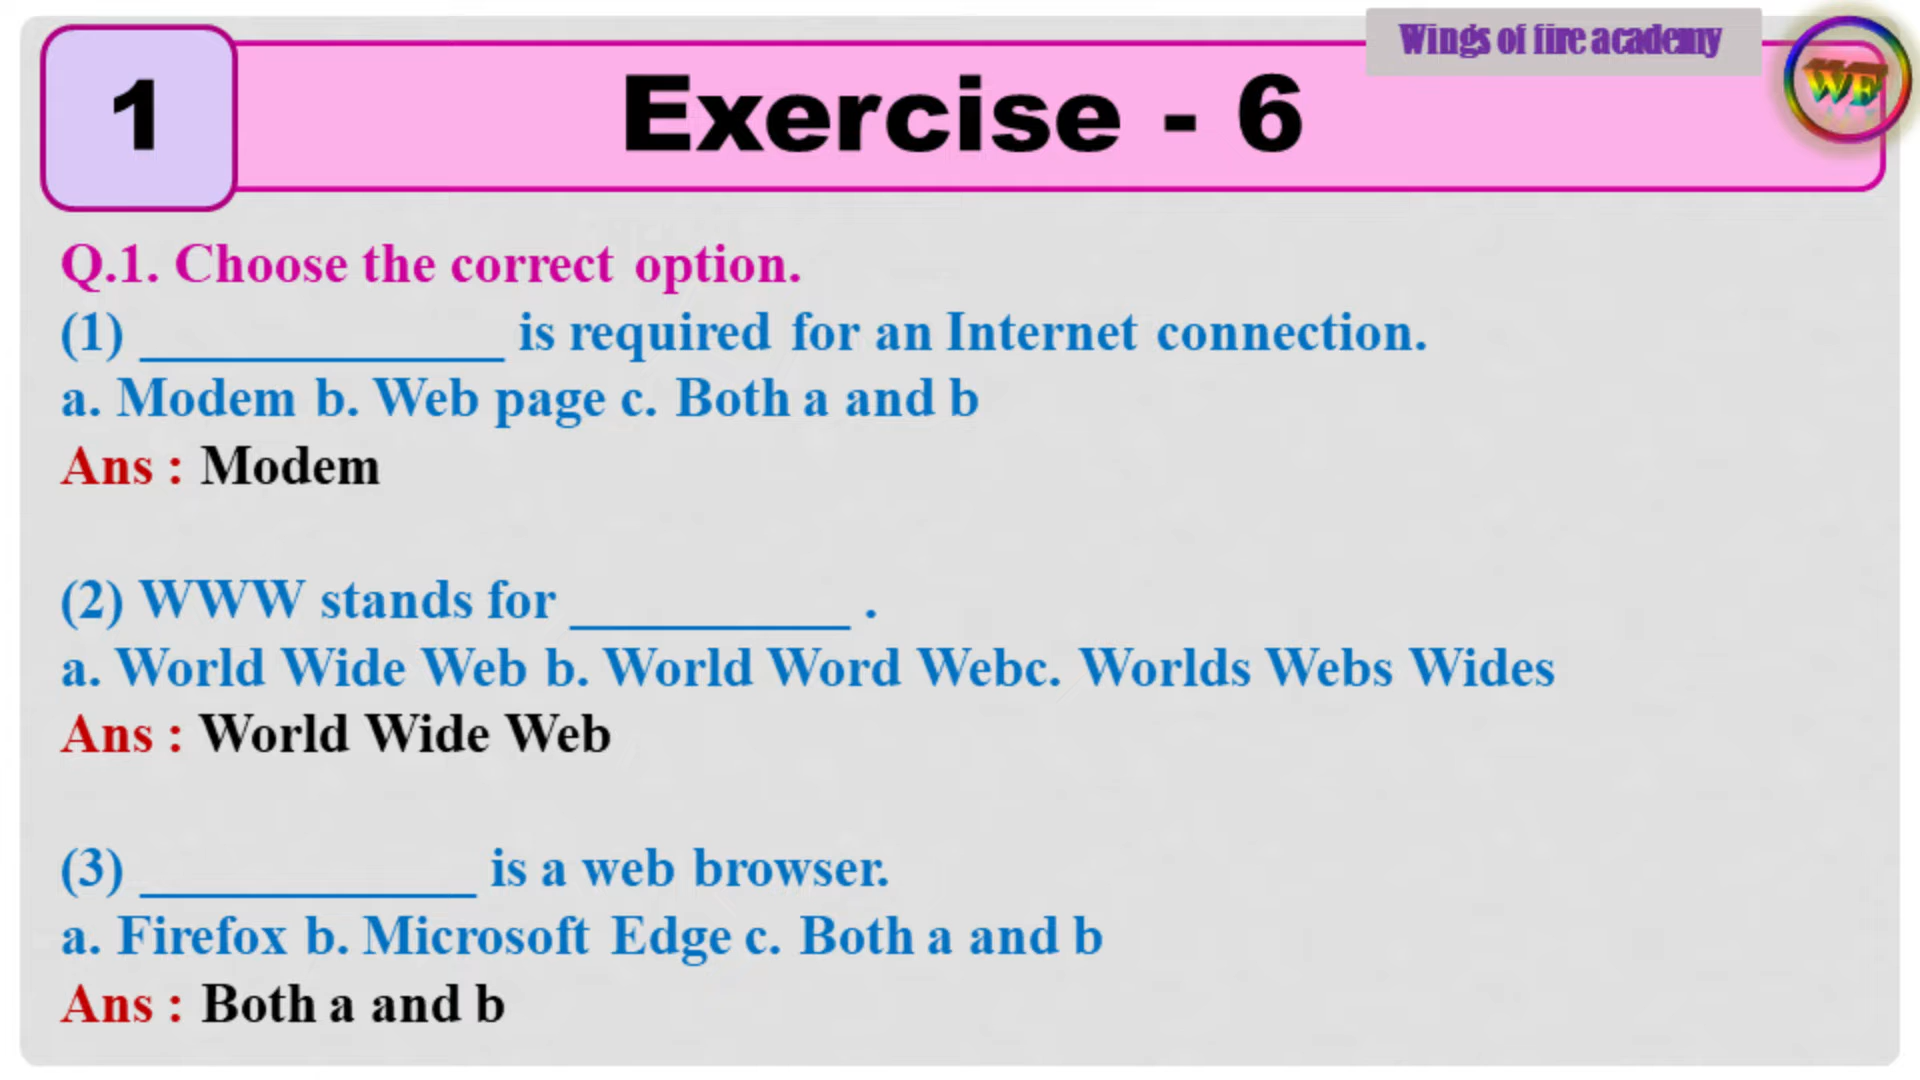 Wings of fire academy
WF
1
Exercise - 6
Q.1. Choose the correct option.
(1) _____________ is required for an Internet connection.
a. Modem b. Web page c. Both a and b
Ans : Modem
(2) WWW stands for __________ .
a. World Wide Web b. World Word Webc. Worlds Webs Wides
Ans : World Wide Web
(3) ____________ is a web browser.
a. Firefox b. Microsoft Edge c. Both a and b
Ans : Both a and b